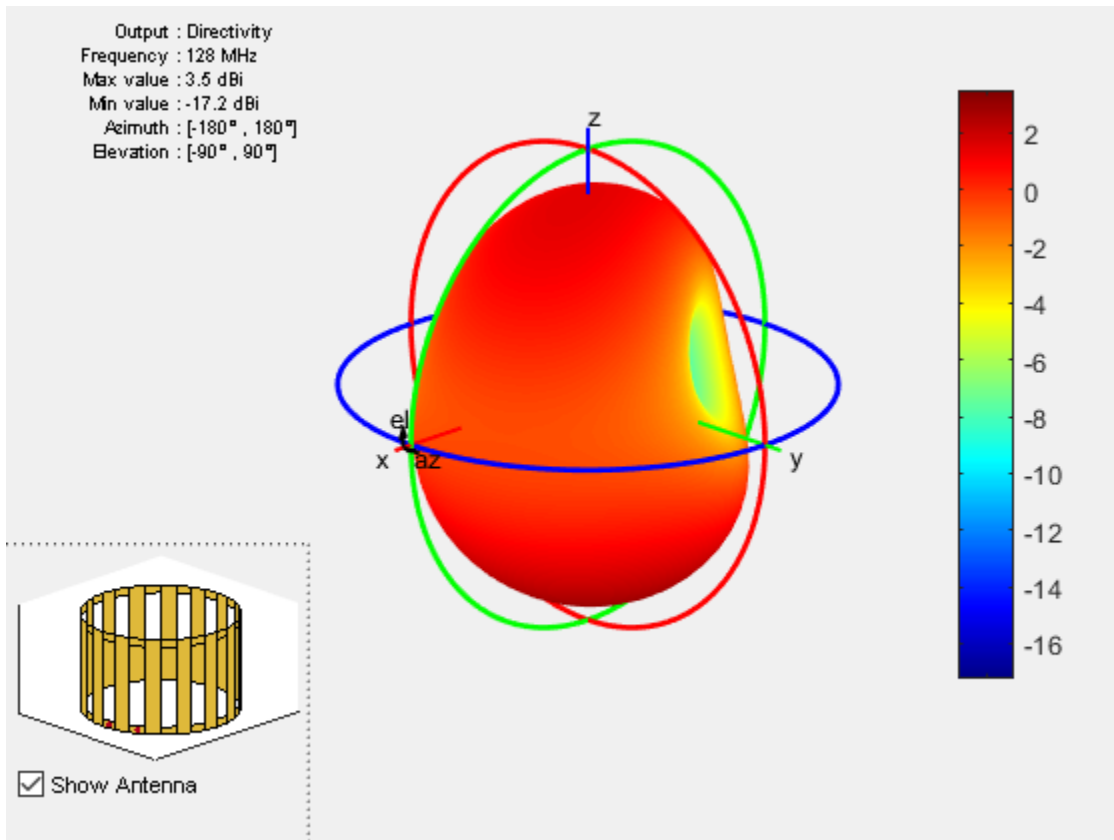 Output : Directivity
Frequency : 128 MHz
Max value : 3.5 dBi
Min value : -17.2 dBi
Azimuth : [-180° , 180°]
Elevation : [-90° , 90°]
z
el
x
az
y
2
0
-2
-4
-6
-8
-10
-12
-14
-16
Show Antenna